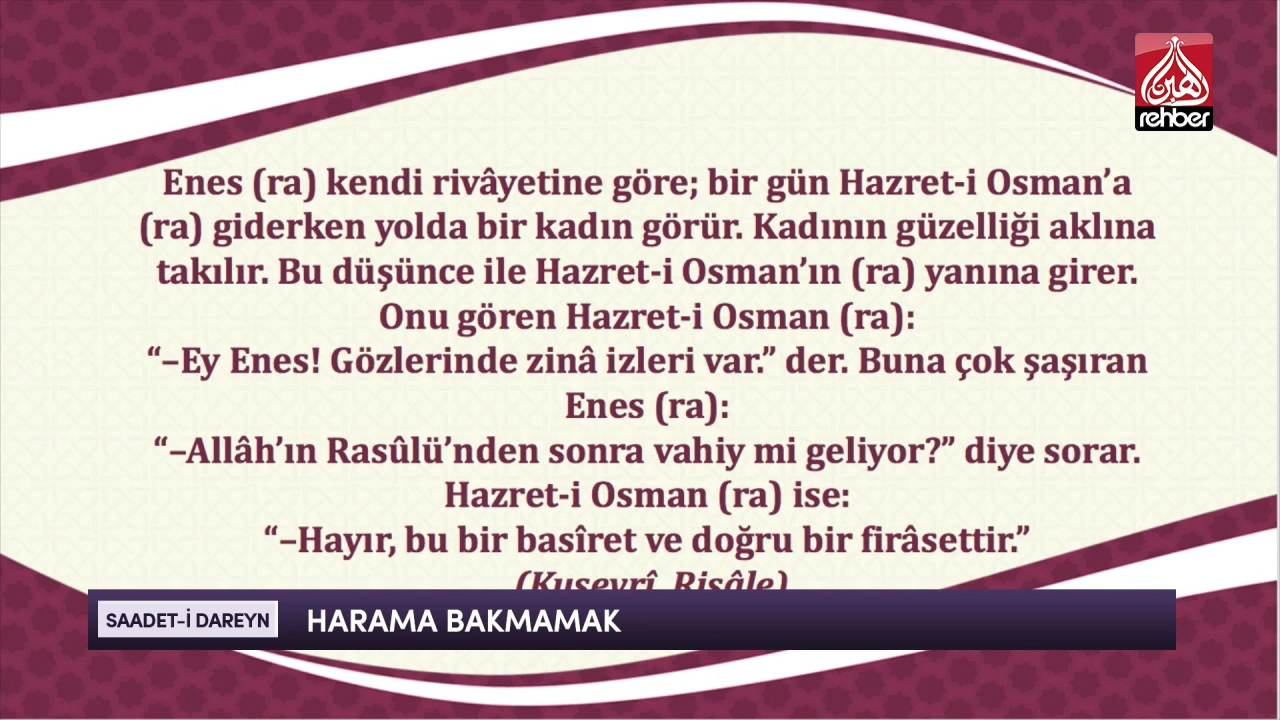 رهبر
rehber
Enes (ra) kendi rivâyetine göre; bir gün Hazret-i Osman’a
(ra) giderken yolda bir kadın görür. Kadının güzelliği aklına
takılır. Bu düşünce ile Hazret-i Osman’ın (ra) yanına girer.
Onu gören Hazret-i Osman (ra):
“–Ey Enes! Gözlerinde zinâ izleri var.” der. Buna çok şaşıran
Enes (ra):
“–Allâh’ın Rasûlü’nden sonra vahiy mi geliyor?” diye sorar.
Hazret-i Osman (ra) ise:
“–Hayır, bu bir basîret ve doğru bir firâsettir.”
(Kuşeyrî, Risâle)
SAADET-İ DAREYN
HARAMA BAKMAMAK